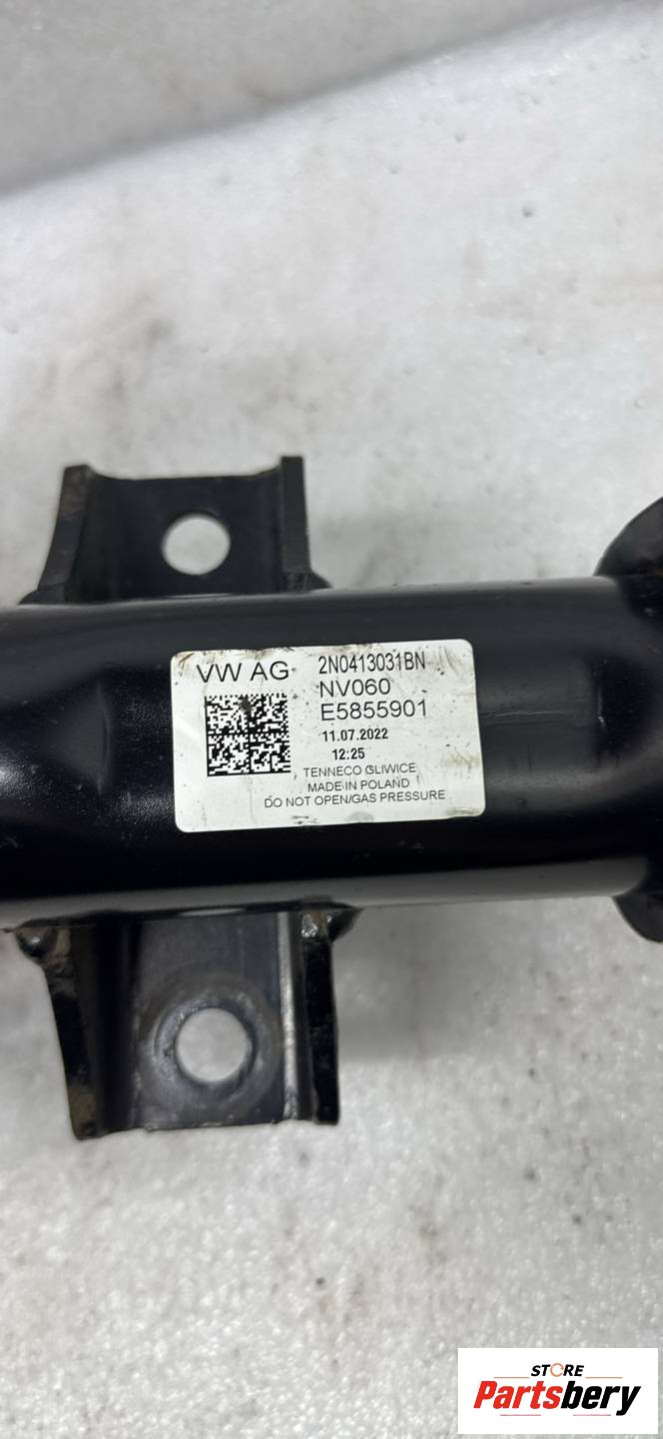 VW AG 2N0413031BN
NV060
E5855901
11.07.2022
12:25
TENNECO GLIWICE
MADE IN POLAND
DO NOT OPEN/GAS PRESSURE
STORE
Partsbery